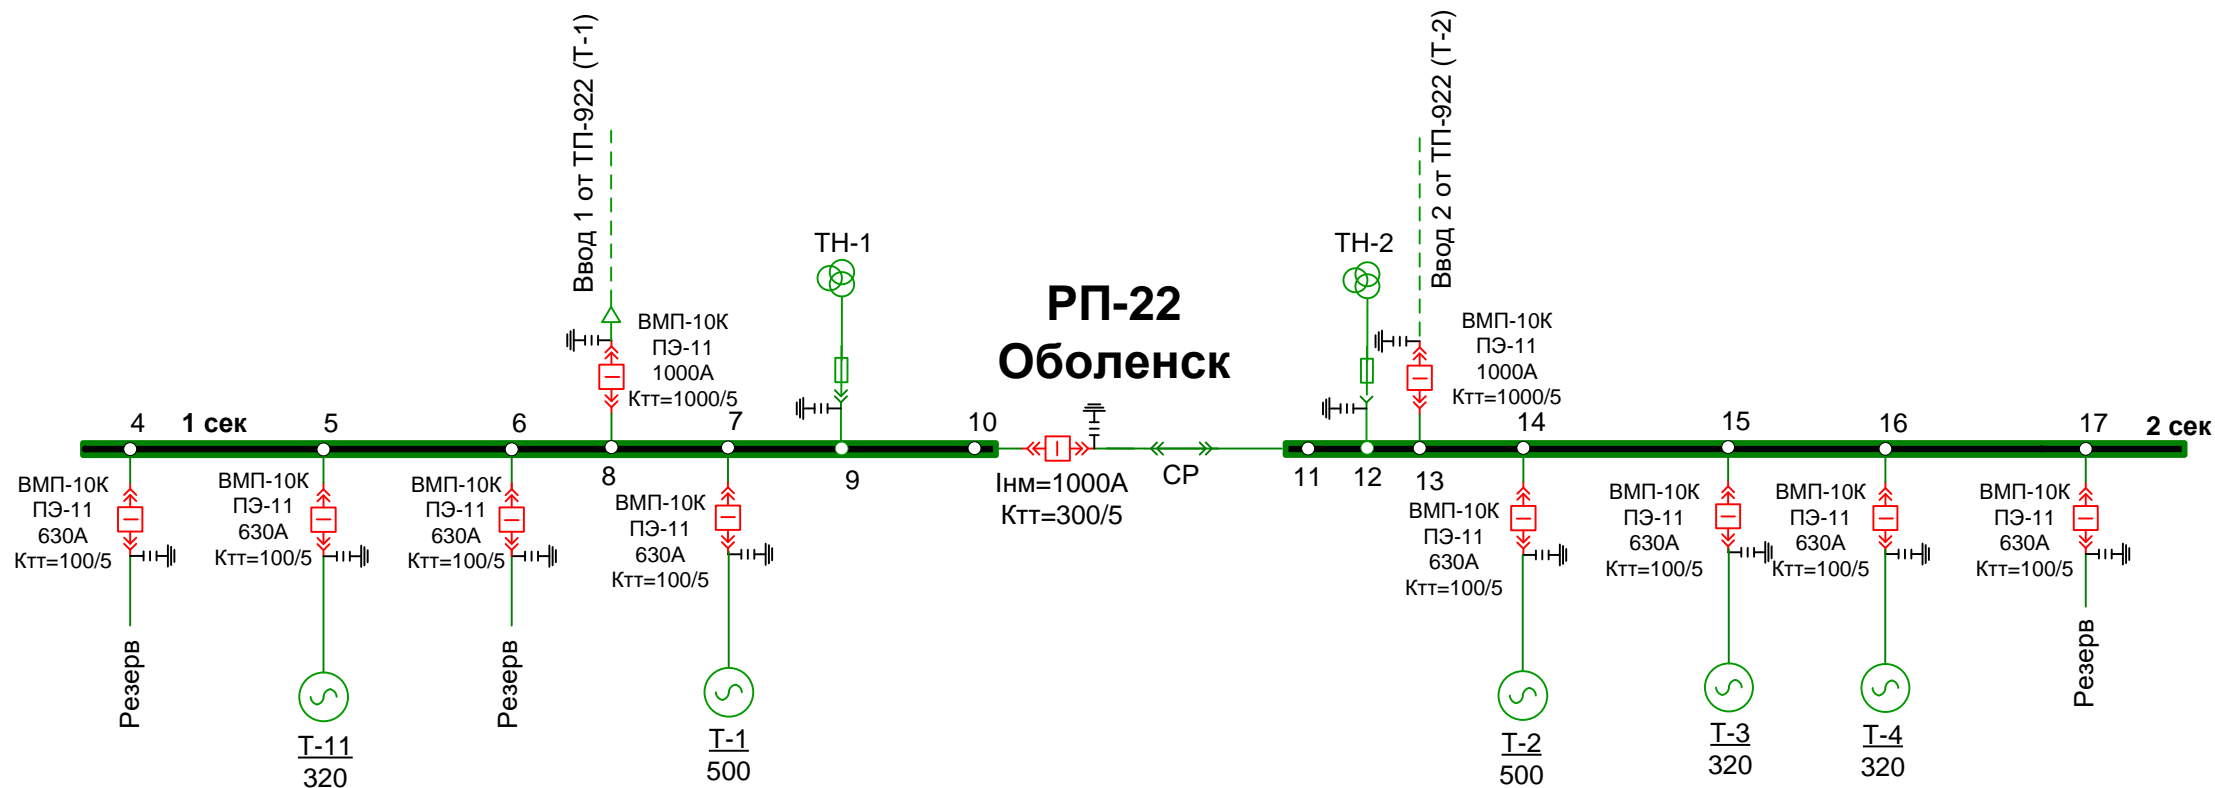 Ввод 1 от ТП-922 (Т-1)
Ввод 2 от ТП-922 (Т-2)
ТН-1
ТН-2
РП-22
Оболенск
ВМП-10К
ПЭ-11
1000А
Ктт=1000/5
ВМП-10К
ПЭ-11
1000А
Ктт=1000/5
4
1 сек
5
6
7
10
14
15
16
17
2 сек
8
9
11
12
13
Iнм=1000А
Ктт=300/5
СР
ВМП-10К
ПЭ-11
630А
Ктт=100/5
ВМП-10К
ПЭ-11
630А
Ктт=100/5
ВМП-10К
ПЭ-11
630А
Ктт=100/5
ВМП-10К
ПЭ-11
630А
Ктт=100/5
ВМП-10К
ПЭ-11
630А
Ктт=100/5
ВМП-10К
ПЭ-11
630А
Ктт=100/5
ВМП-10К
ПЭ-11
630А
Ктт=100/5
ВМП-10К
ПЭ-11
630А
Ктт=100/5
Резерв
Т-11
320
Резерв
Т-1
500
Т-2
500
Т-3
320
Т-4
320
Резерв